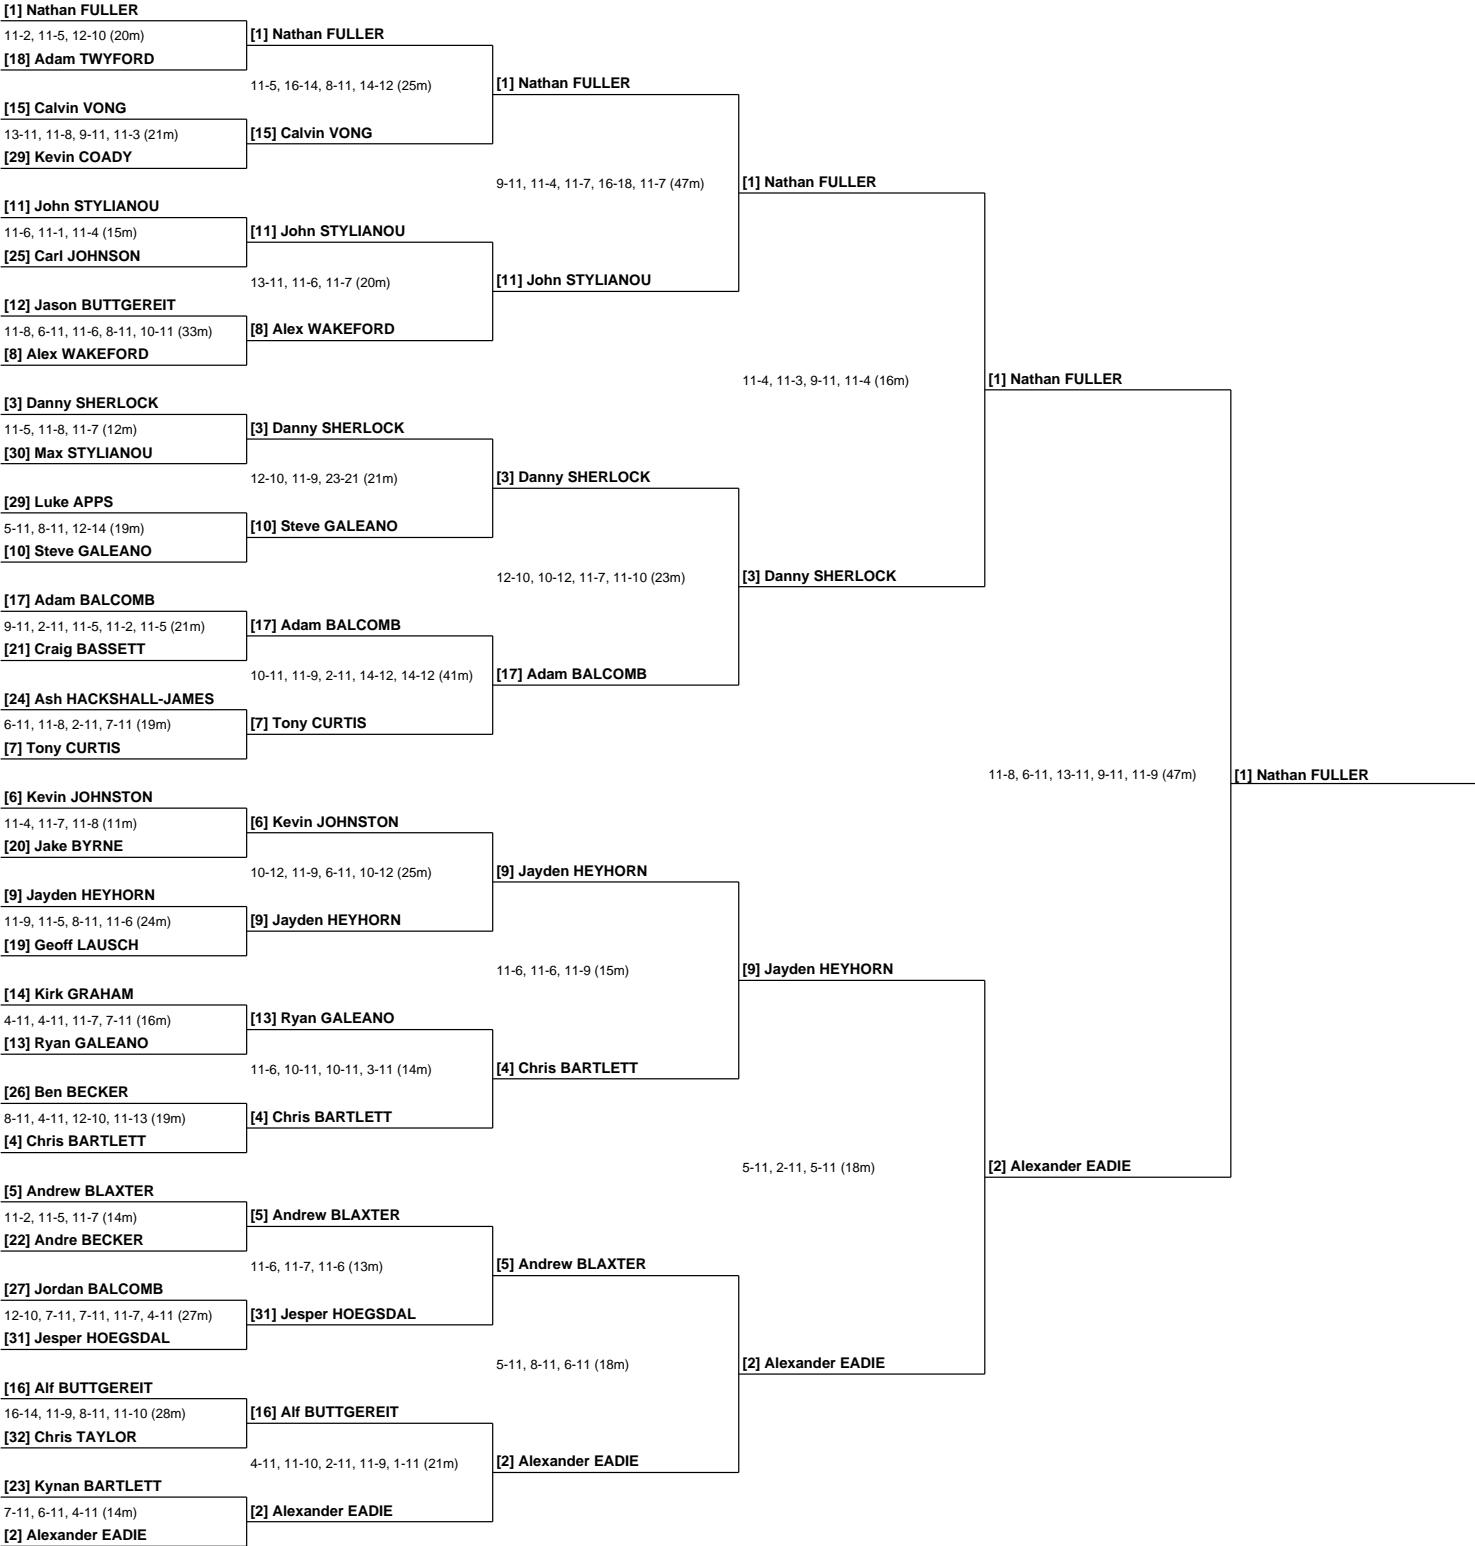 [1] Nathan FULLER
11-2, 11-5, 12-10 (20m)
[18] Adam TWYFORD
[15] Calvin VONG
13-11, 11-8, 9-11, 11-3 (21m)
[29] Kevin COADY
[11] John STYLIANOU
11-6, 11-1, 11-4 (15m)
[25] Carl JOHNSON
[12] Jason BUTTGEREIT
11-8, 6-11, 11-6, 8-11, 10-11 (33m)
[8] Alex WAKEFORD
[3] Danny SHERLOCK
11-5, 11-8, 11-7 (12m)
[30] Max STYLIANOU
[29] Luke APPS
5-11, 8-11, 12-14 (19m)
[10] Steve GALEANO
[17] Adam BALCOMB
9-11, 2-11, 11-5, 11-2, 11-5 (21m)
[21] Craig BASSETT
[24] Ash HACKSHALL-JAMES
6-11, 11-8, 2-11, 7-11 (19m)
[7] Tony CURTIS
[6] Kevin JOHNSTON
11-4, 11-7, 11-8 (11m)
[20] Jake BYRNE
[9] Jayden HEYHORN
11-9, 11-5, 8-11, 11-6 (24m)
[19] Geoff LAUSCH
[14] Kirk GRAHAM
4-11, 4-11, 11-7, 7-11 (16m)
[13] Ryan GALEANO
[26] Ben BECKER
8-11, 4-11, 12-10, 11-13 (19m)
[4] Chris BARTLETT
[5] Andrew BLAXTER
11-2, 11-5, 11-7 (14m)
[22] Andre BECKER
[27] Jordan BALCOMB
12-10, 7-11, 7-11, 11-7, 4-11 (27m)
[31] Jesper HOEGSDAL
[16] Alf BUTTGEREIT
16-14, 11-9, 8-11, 11-10 (28m)
[32] Chris TAYLOR
[23] Kynan BARTLETT
7-11, 6-11, 4-11 (14m)
[2] Alexander EADIE
[1] Nathan FULLER
11-5, 16-14, 8-11, 14-12 (25m)
[15] Calvin VONG
[11] John STYLIANOU
13-11, 11-6, 11-7 (20m)
[8] Alex WAKEFORD
[3] Danny SHERLOCK
12-10, 11-9, 23-21 (21m)
[10] Steve GALEANO
[17] Adam BALCOMB
10-11, 11-9, 2-11, 14-12, 14-12 (41m)
[7] Tony CURTIS
[6] Kevin JOHNSTON
10-12, 11-9, 6-11, 10-12 (25m)
[9] Jayden HEYHORN
[13] Ryan GALEANO
11-6, 10-11, 10-11, 3-11 (14m)
[4] Chris BARTLETT
[5] Andrew BLAXTER
11-6, 11-7, 11-6 (13m)
[31] Jesper HOEGSDAL
[16] Alf BUTTGEREIT
4-11, 11-10, 2-11, 11-9, 1-11 (21m)
[2] Alexander EADIE
[1] Nathan FULLER
9-11, 11-4, 11-7, 16-18, 11-7 (47m)
[11] John STYLIANOU
[3] Danny SHERLOCK
12-10, 10-12, 11-7, 11-10 (23m)
[17] Adam BALCOMB
[9] Jayden HEYHORN
11-6, 11-6, 11-9 (15m)
[4] Chris BARTLETT
[5] Andrew BLAXTER
5-11, 8-11, 6-11 (18m)
[2] Alexander EADIE
[1] Nathan FULLER
11-4, 11-3, 9-11, 11-4 (16m)
[3] Danny SHERLOCK
[9] Jayden HEYHORN
5-11, 2-11, 5-11 (18m)
[2] Alexander EADIE
[1] Nathan FULLER
11-8, 6-11, 13-11, 9-11, 11-9 (47m)
[2] Alexander EADIE
[1] Nathan FULLER